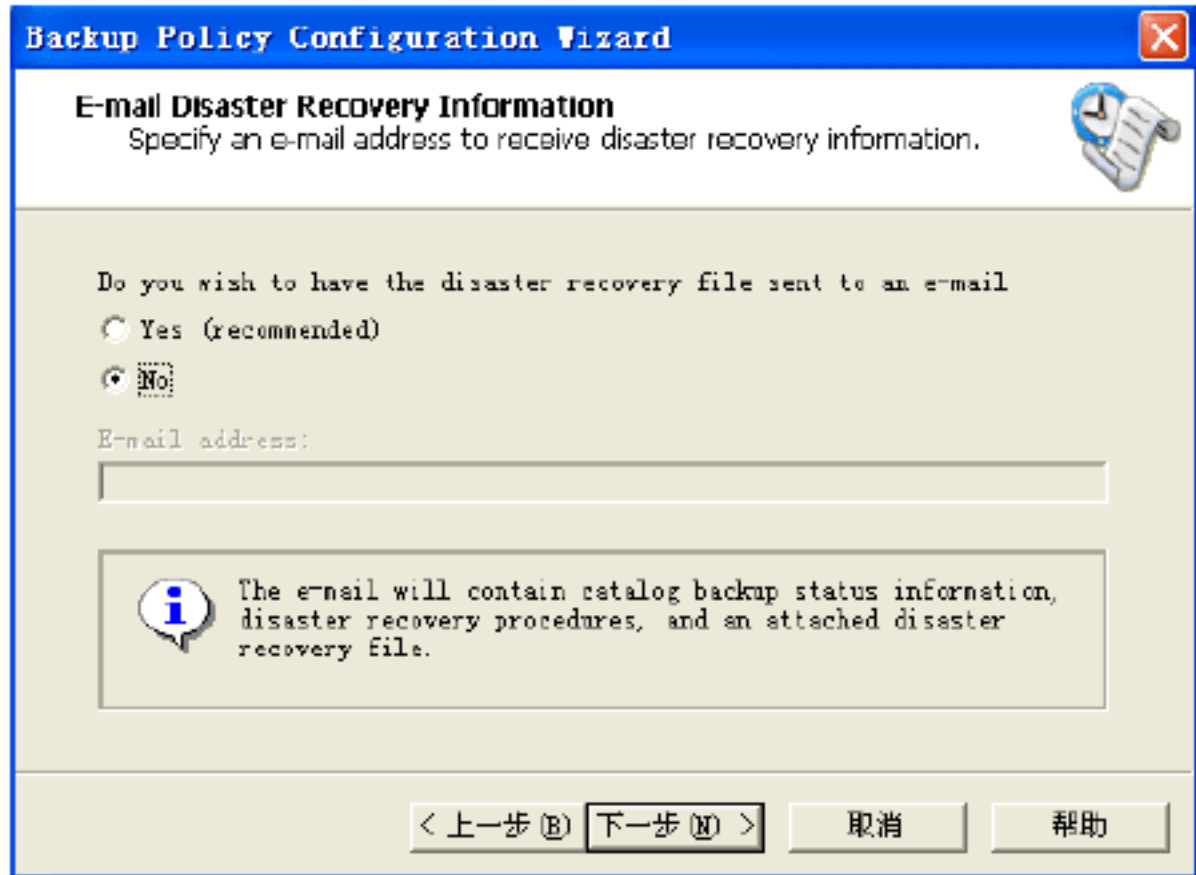 Backup Policy Configuration Wizard
E-mail Disaster Recovery Information
Specify an e-mail address to receive disaster recovery information.
Do you wish to have the disaster recovery file sent to an e-mail
Yes (recommended)
No
E-mail address:
The e-mail will contain catalog backup status information,
disaster recovery procedures, and an attached disaster
recovery file.
< 上一步(B) 下一步(N) > 取消 帮助